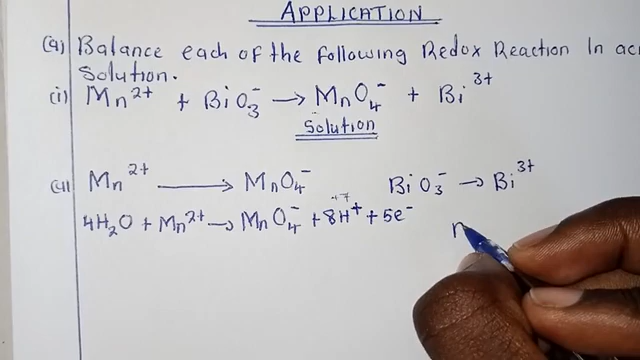 APPLICATION
(a) Balance each of the following Redox Reaction In
Solution.
(i) Mn²⁺ + BiO₃⁻ → MnO₄⁻ + Bi³⁺
Solution
Mn²⁺ → MnO₄⁻ BiO₃⁻ → Bi³⁺
4H₂O + Mn²⁺ → MnO₄⁻ + 8H⁺ + 5e⁻